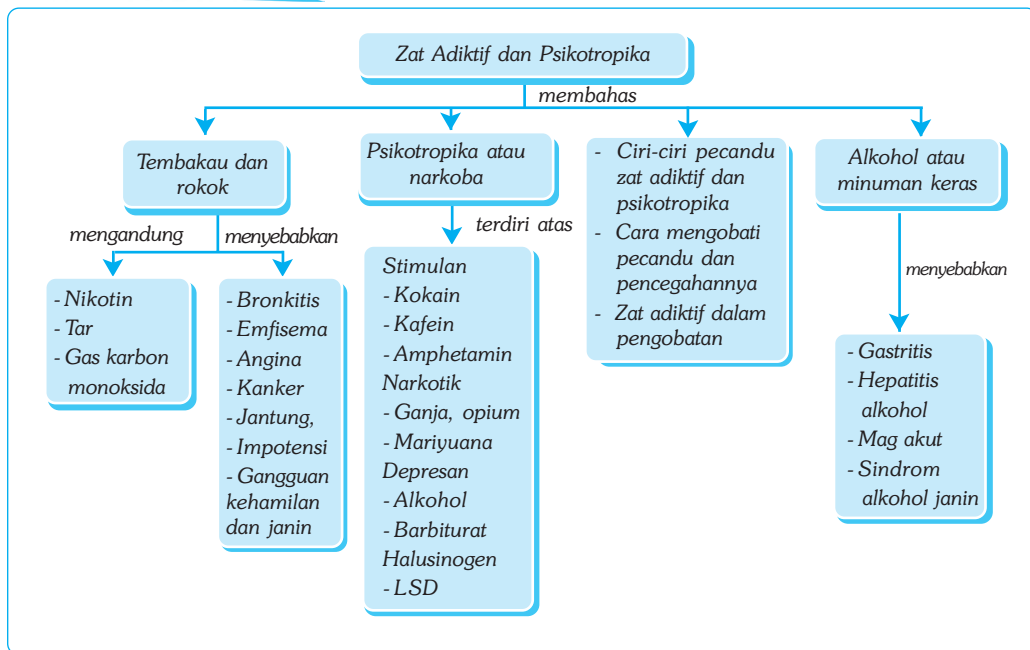 Zat Adiktif dan Psikotropika
membahas
Tembakau dan
rokok
mengandung
menyebabkan
- Nikotin
- Tar
- Gas karbon
monoksida
- Bronkitis
- Emfisema
- Angina
- Kanker
- Jantung,
- Impotensi
- Gangguan
kehamilan
dan janin
Psikotropika atau
narkoba
terdiri atas
Stimulan
- Kokain
- Kafein
- Amphetamin
Narkotik
- Ganja, opium
- Mariyuana
Depresan
- Alkohol
- Barbiturat
Halusinogen
- LSD
- Ciri-ciri pecandu
zat adiktif dan
psikotropika
- Cara mengobati
pecandu dan
pencegahannya
- Zat adiktif dalam
pengobatan
Alkohol atau
minuman keras
menyebabkan
- Gastritis
- Hepatitis
alkohol
- Mag akut
- Sindrom
alkohol janin